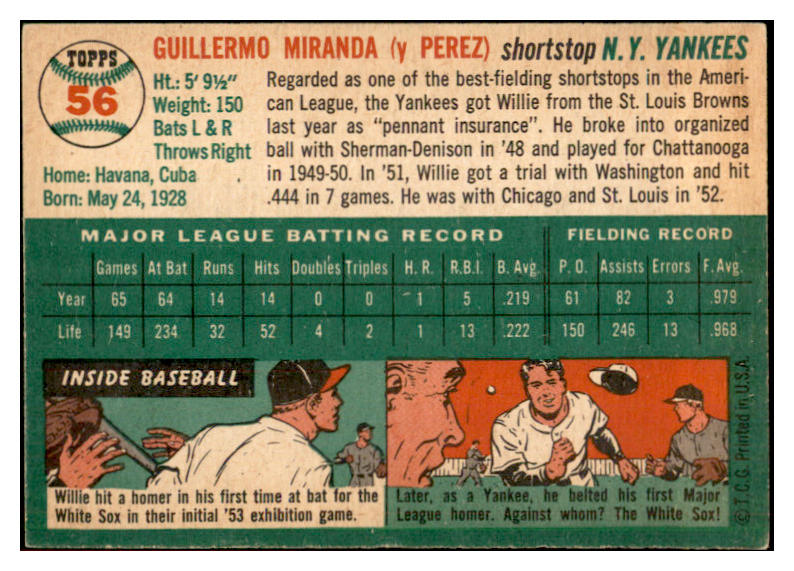 TOPPS
56
GUILLERMO MIRANDA (y PEREZ) shortstop N. Y. YANKEES
Ht.: 5' 9½"
Weight: 150
Bats L & R
Throws Right
Home: Havana, Cuba
Born: May 24, 1928
Regarded as one of the best-fielding shortstops in the Ameri-
can League, the Yankees got Willie from the St. Louis Browns
last year as "pennant insurance". He broke into organized
ball with Sherman-Denison in '48 and played for Chattanooga
in 1949-50. In '51, Willie got a trial with Washington and hit
.444 in 7 games. He was with Chicago and St. Louis in '52.
MAJOR LEAGUE BATTING RECORD FIELDING RECORD
Games At Bat Runs Hits Doubles Triples H. R. R.B.I. B. Avg. P. O. Assists Errors F. Avg.
Year 65 64 14 14 0 0 1 5 .219 61 82 3 .979
Life 149 234 32 52 4 2 1 13 .222 150 246 13 .968
INSIDE BASEBALL
Willie hit a homer in his first time at bat for the
White Sox in their initial '53 exhibition game.
Later, as a Yankee, he belted his first Major
League homer. Against whom? The White Sox!
© T. C. G. Printed in U.S.A.